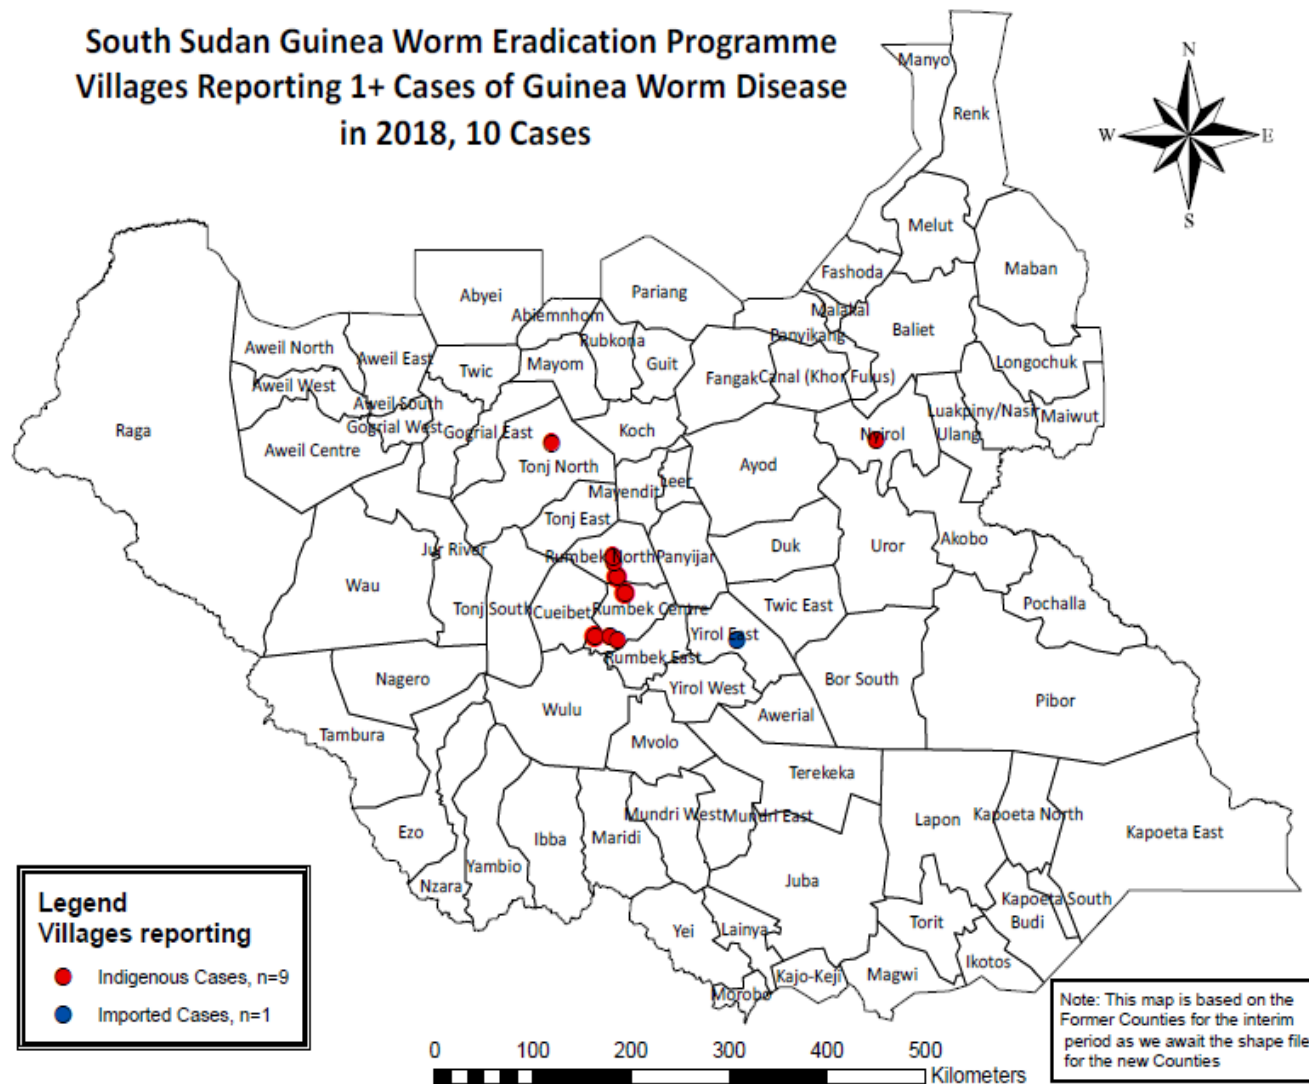 South Sudan Guinea Worm Eradication Programme
Villages Reporting 1+ Cases of Guinea Worm Disease
in 2018, 10 Cases
N
W
E
S
Manyo
Renk
Melut
Maban
Fashoda
Abyei
Pariang
Abiemnhom
Malakal
Baliet
Panyikang
Rubkona
Aweil North
Aweil East
Twic
Mayom
Guit
Fangak
Canal (Khor Fulus)
Longochuk
Aweil West
Aweil South
Luakpiny/Nasir
Maiwut
Raga
Gogrial West
Gogrial East
Koch
Nyirol
Ulang
Aweil Centre
Tonj North
Ayod
Mayendit
Leer
Tonj East
Jur River
Rumbek North
Panyijar
Duk
Uror
Akobo
Wau
Tonj South
Cueibet
Rumbek Centre
Twic East
Pochalla
Yirol East
Rumbek East
Nagero
Yirol West
Bor South
Pibor
Wulu
Awerial
Tambura
Mvolo
Terekeka
Mundri West
Mundri East
Lapon
Kapoeta North
Kapoeta East
Ezo
Ibba
Maridi
Yambio
Nzara
Juba
Kapoeta South
Budi
Torit
Yei
Lainya
Ikotos
Kajo-Keji
Magwi
Morobo
Legend
Villages reporting
Indigenous Cases, n=9
Imported Cases, n=1
Note: This map is based on the
Former Counties for the interim
period as we await the shape file
for the new Counties
0 100 200 300 400 500
Kilometers